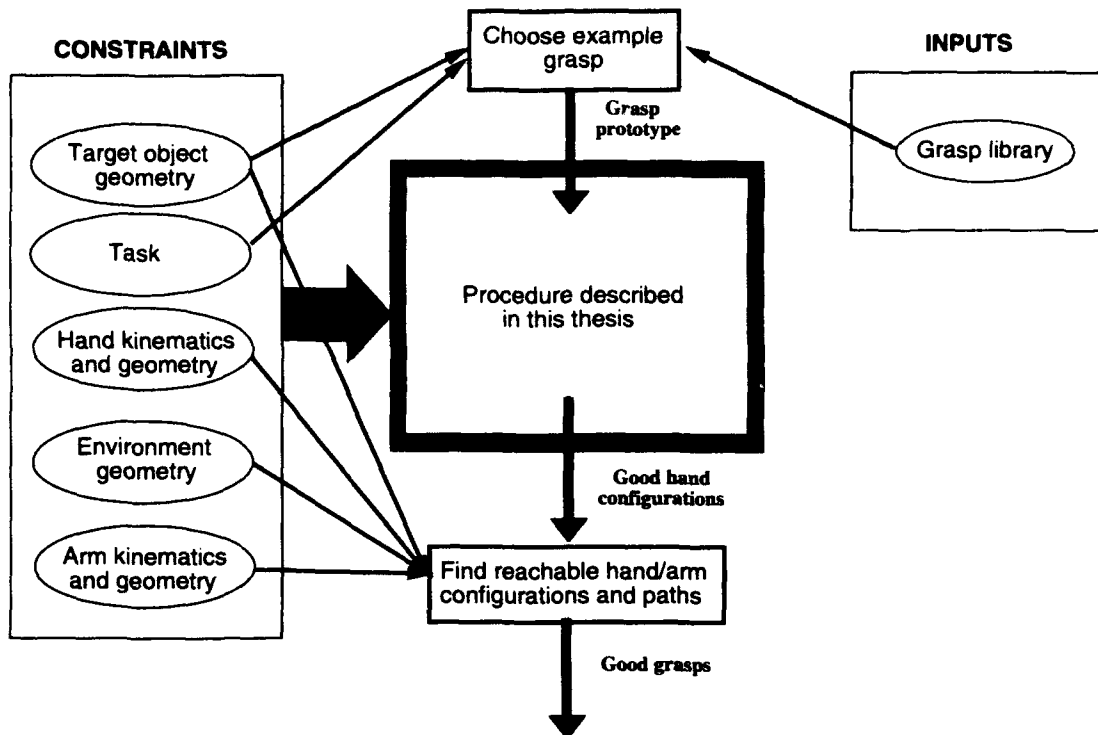 CONSTRAINTS
Target object
geometry
Task
Hand kinematics
and geometry
Environment
geometry
Arm kinematics
and geometry
Choose example
grasp
Grasp
prototype
Procedure described
in this thesis
Good hand
configurations
Find reachable hand/arm
configurations and paths
Good grasps
INPUTS
Grasp library